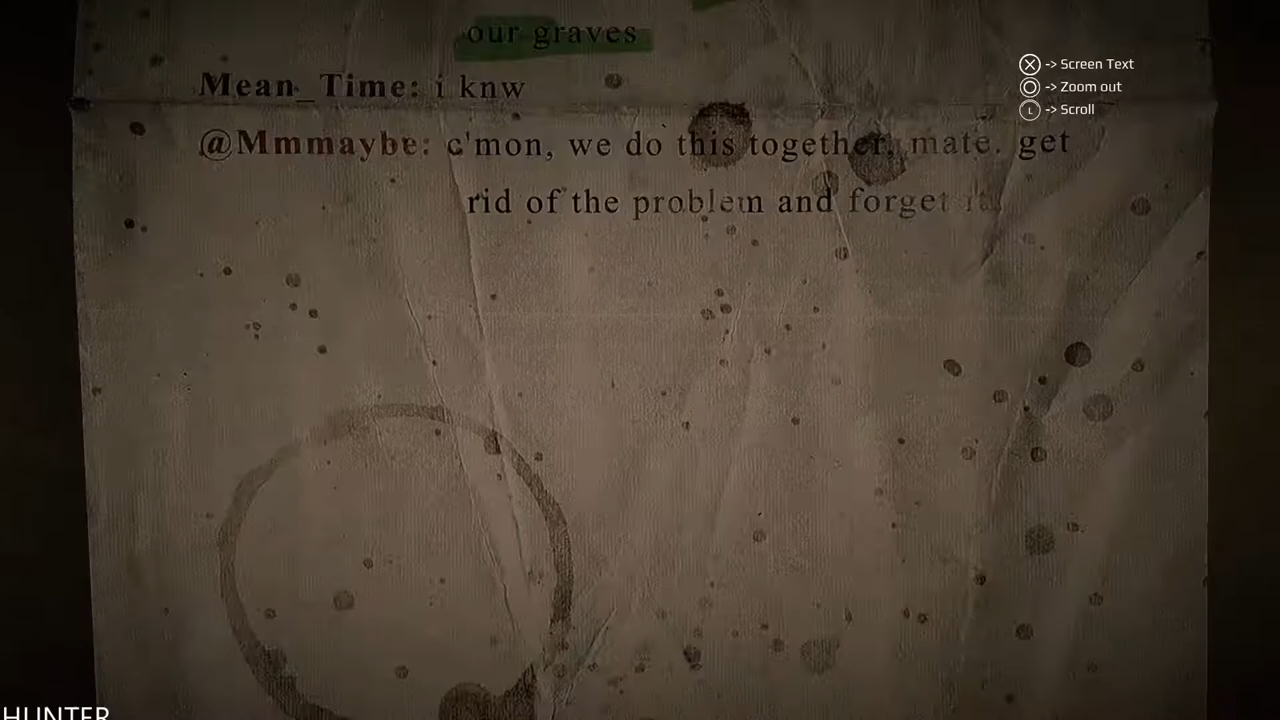 our graves
-> Screen Text
Mean_Time: i knw
-> Zoom out
L -> Scroll
@Mmmaybe: c'mon, we do this together, mate. get
rid of the problem and forget it.
HUNTER